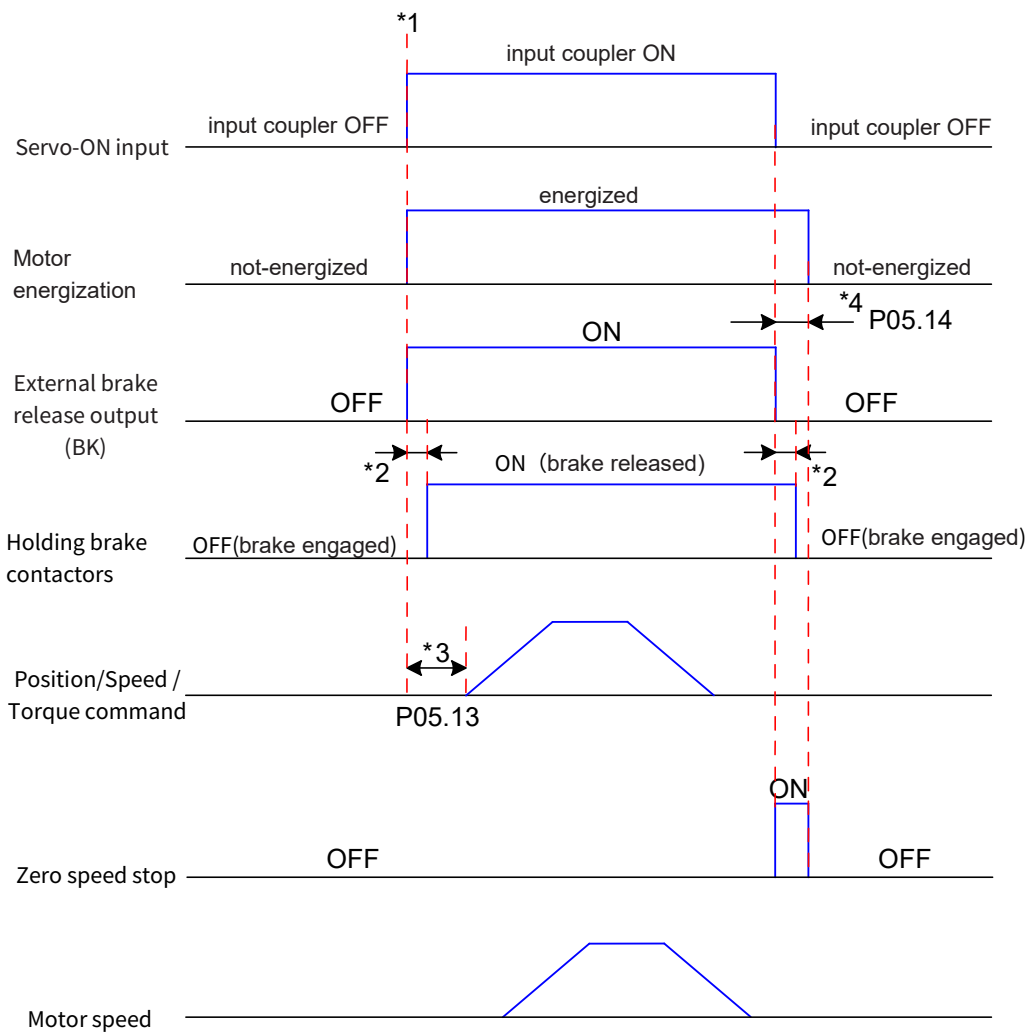 *1
input coupler ON
input coupler OFF
input coupler OFF
Servo-ON input
energized
Motor
energization
not-energized
not-energized
*4 P05.14
ON
External brake
release output
(BK)
OFF
OFF
*2
ON（brake released）
*2
Holding brake
contactors
OFF(brake engaged)
OFF(brake engaged)
*3
Position/Speed /
Torque command
P05.13
ON
OFF
OFF
Zero speed stop
Motor speed